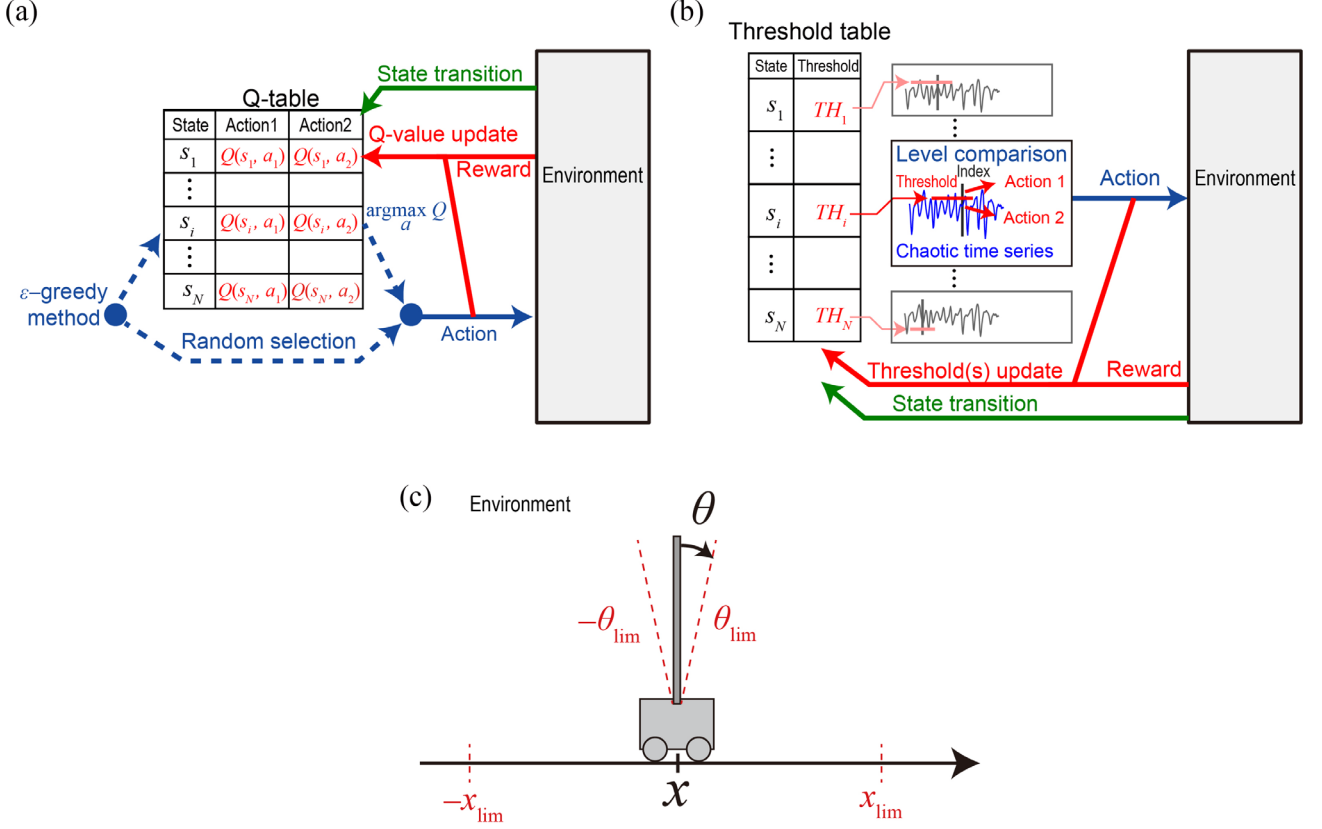 (a)
Q-table
State Action1 Action2
s1 Q(s1, a1) Q(s1, a2)
⋮
si Q(si, a1) Q(si, a2)
⋮
sN Q(sN, a1) Q(sN, a2)
State transition
Q-value update
Reward
Environment
argmax Q
a
ε–greedy
method
Random selection
Action
(b)
Threshold table
State Threshold
s1 TH1
⋮
si THi
⋮
sN THN
⋮
Level comparison
Index
Threshold
Action 1
Action 2
Chaotic time series
⋮
Action
Environment
Threshold(s) update
Reward
State transition
(c)
Environment
θ
–θlim
θlim
–xlim
x
xlim